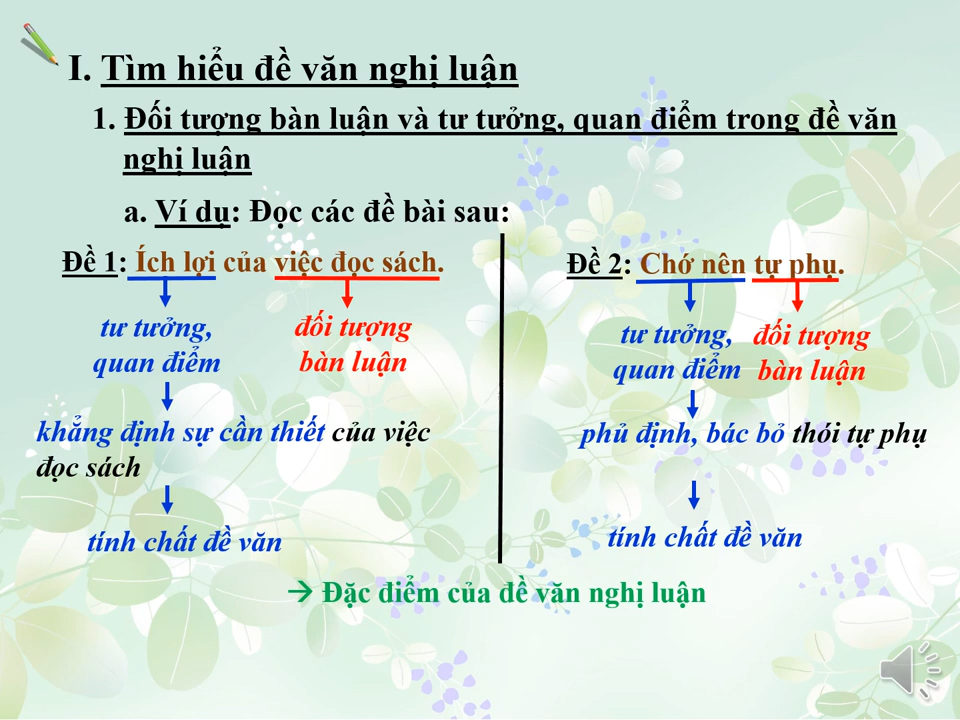 I. Tìm hiểu đề văn nghị luận
1. Đối tượng bàn luận và tư tưởng, quan điểm trong đề văn
nghị luận
a. Ví dụ: Đọc các đề bài sau:
Đề 1: Ích lợi của việc đọc sách.
tư tưởng,
quan điểm
đối tượng
bàn luận
khẳng định sự cần thiết của việc
đọc sách
tính chất đề văn
Đề 2: Chớ nên tự phụ.
tư tưởng,
quan điểm
đối tượng
bàn luận
phủ định, bác bỏ thói tự phụ
tính chất đề văn
→ Đặc điểm của đề văn nghị luận